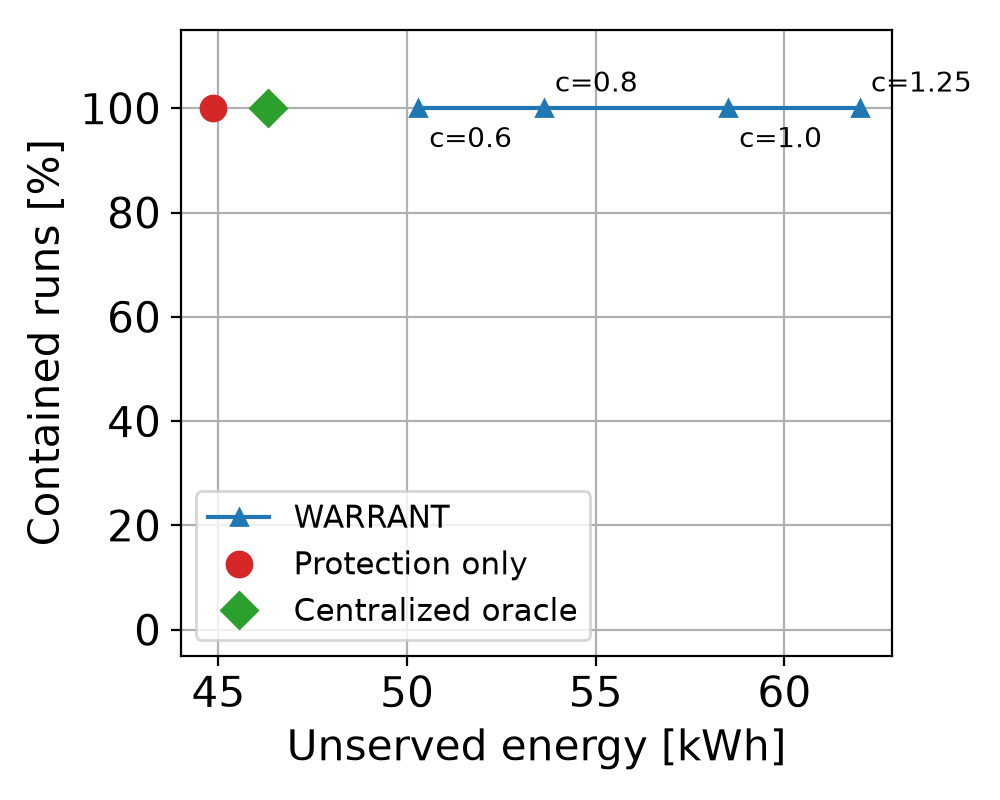 c=0.8
c=1.25
100
c=0.6
c=1.0
80
60
40
20
0
Contained runs [%]
WARRANT
Protection only
Centralized oracle
45
50
55
60
Unserved energy [kWh]